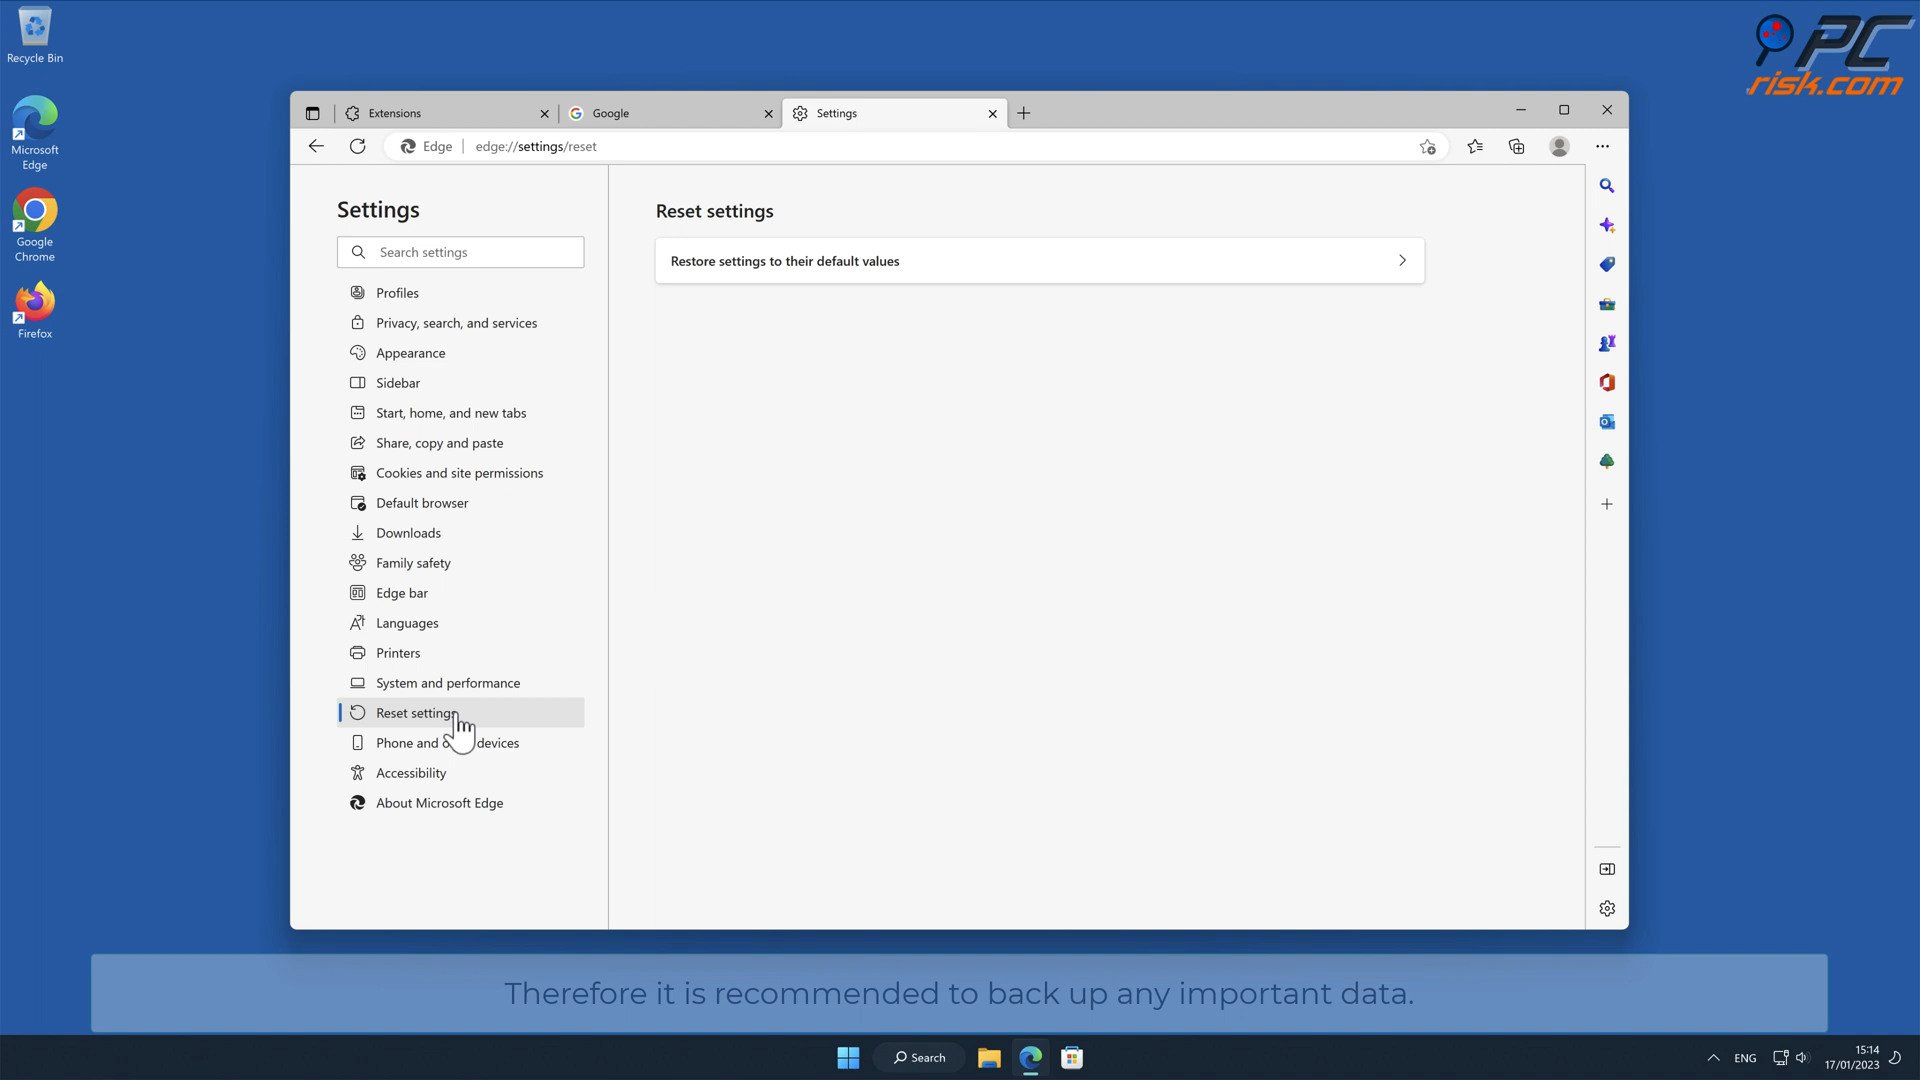 Recycle Bin
Microsoft
Edge
Google
Chrome
Firefox
PC
risk.com
Extensions
Google
Settings
Edge
edge://settings/reset
Settings
Search settings
Profiles
Privacy, search, and services
Appearance
Sidebar
Start, home, and new tabs
Share, copy and paste
Cookies and site permissions
Default browser
Downloads
Family safety
Edge bar
Languages
Printers
System and performance
Reset settings
Phone and devices
Accessibility
About Microsoft Edge
Reset settings
Restore settings to their default values
Therefore it is recommended to back up any important data.
Search
ENG
15:14
17/01/2023